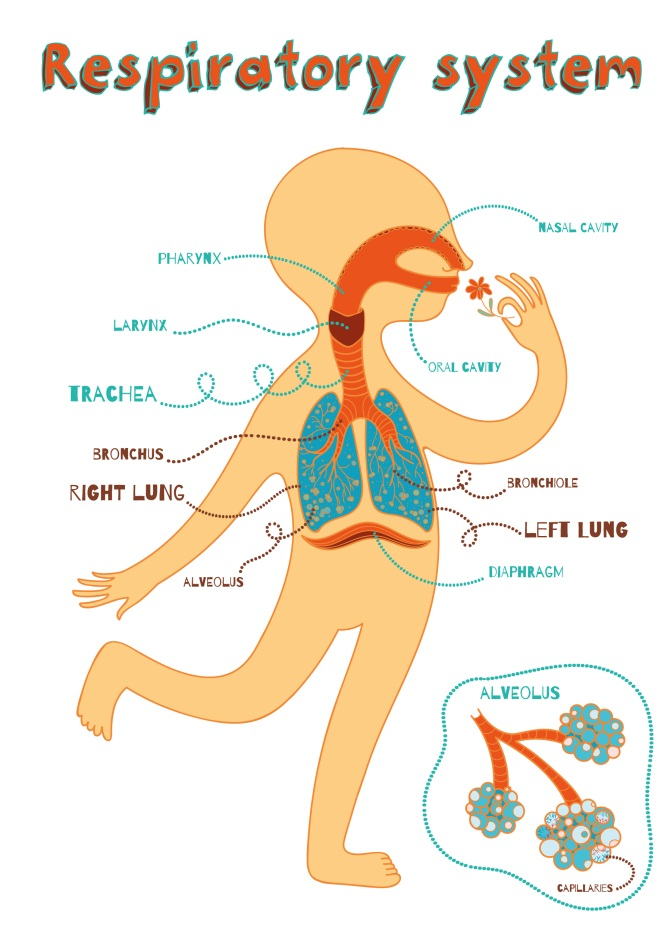 Respiratory system
NASAL CAVITY
PHARYNX
LARYNX
ORAL CAVITY
TRACHEA
BRONCHUS
BRONCHIOLE
RIGHT LUNG
LEFT LUNG
DIAPHRAGM
ALVEOLUS
ALVEOLUS
CAPILLARIES